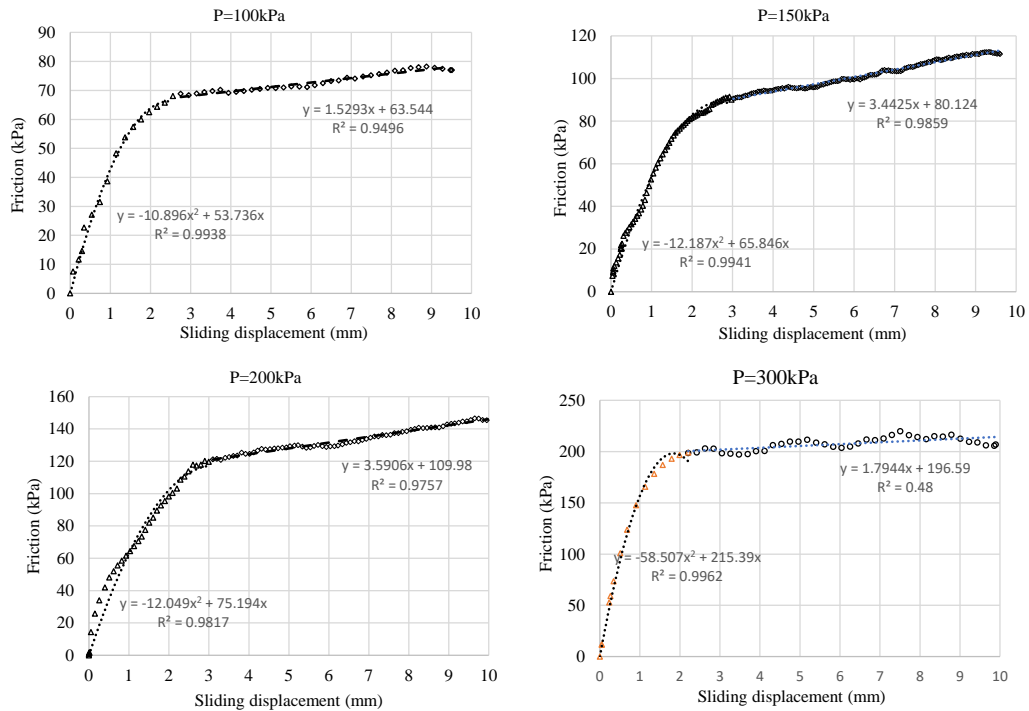 P=100kPa
90
80
70
60
50
40
30
20
10
0
Friction (kPa)
y = 1.5293x + 63.544
R² = 0.9496
y = -10.896x² + 53.736x
R² = 0.9938
0 1 2 3 4 5 6 7 8 9 10
Sliding displacement (mm)
P=150kPa
120
100
80
60
40
20
0
Friction (kPa)
y = 3.4425x + 80.124
R² = 0.9859
y = -12.187x² + 65.846x
R² = 0.9941
0 1 2 3 4 5 6 7 8 9 10
Sliding displacement (mm)
P=200kPa
160
140
120
100
80
60
40
20
0
Friction (kPa)
y = 3.5906x + 109.98
R² = 0.9757
y = -12.049x² + 75.194x
R² = 0.9817
0 1 2 3 4 5 6 7 8 9 10
Sliding displacement (mm)
P=300kPa
250
200
150
100
50
0
Friction (kPa)
y = 1.7944x + 196.59
R² = 0.48
y = -58.507x² + 215.39x
R² = 0.9962
0 1 2 3 4 5 6 7 8 9 10
Sliding displacement (mm)